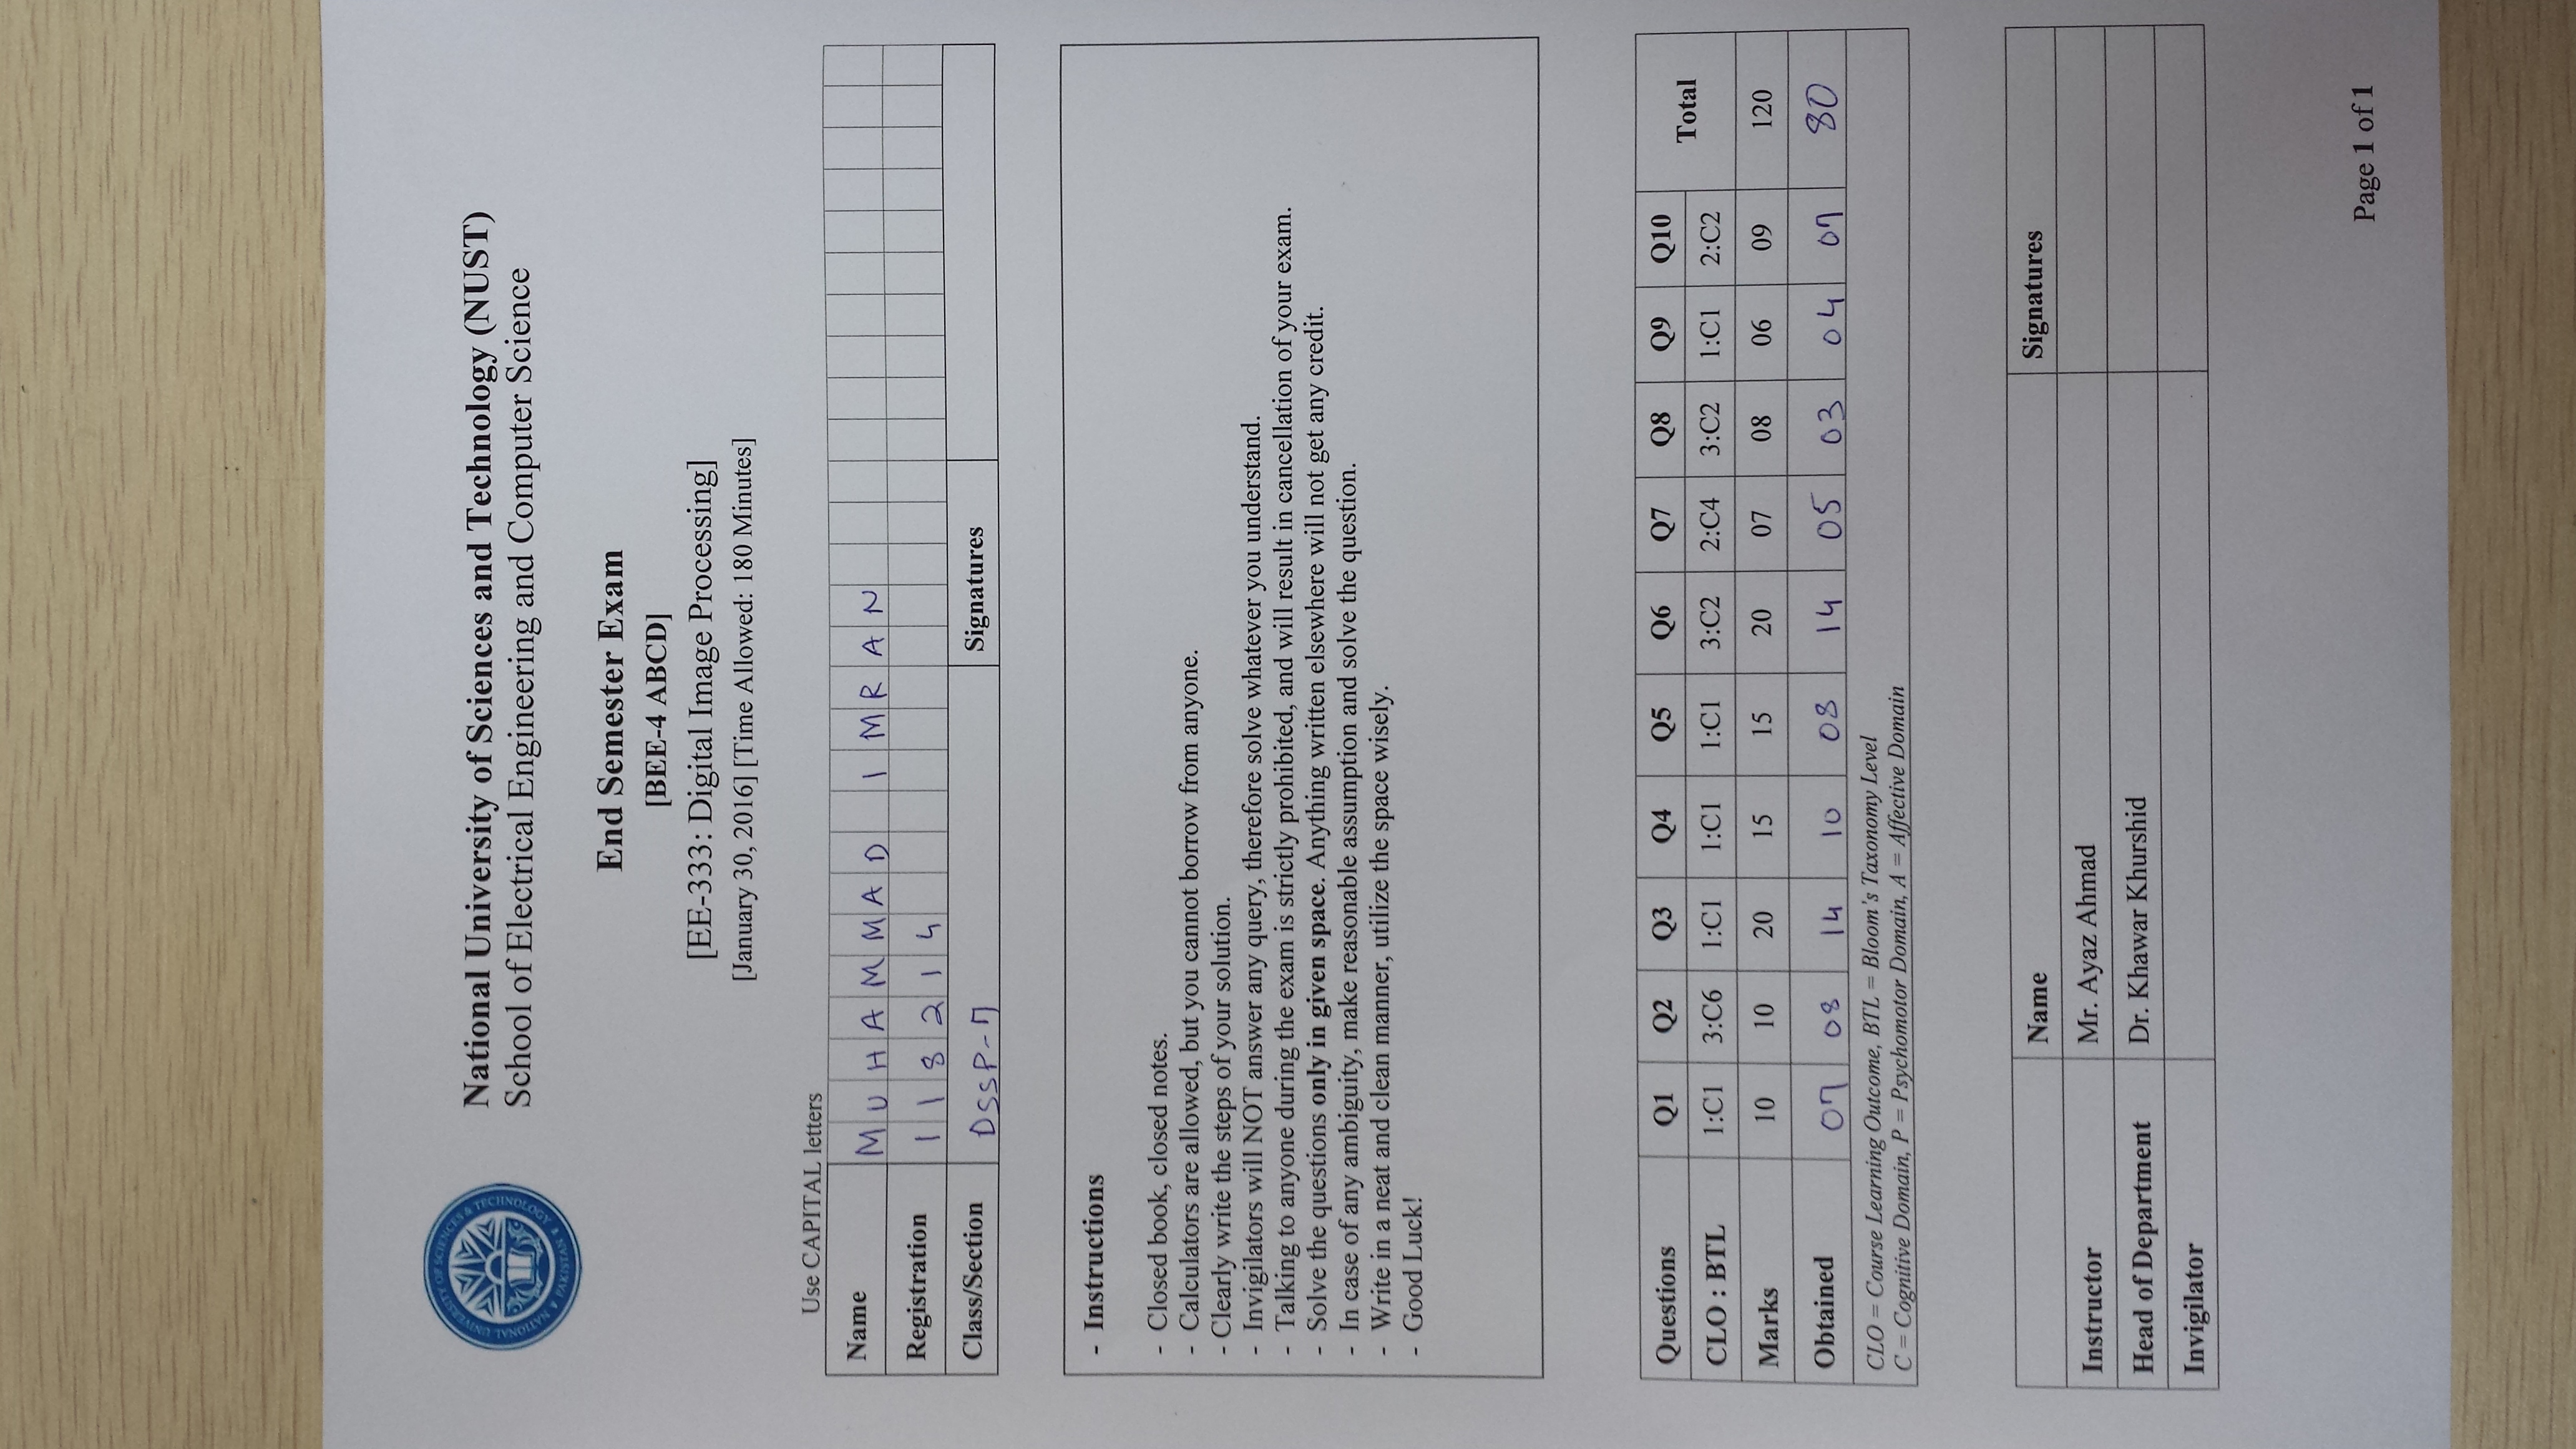 NATIONAL UNIVERSITY OF SCIENCES & TECHNOLOGY
PAKISTAN
National University of Sciences and Technology (NUST)
School of Electrical Engineering and Computer Science
End Semester Exam
[BEE-4 ABCD]
[EE-333: Digital Image Processing]
[January 30, 2016] [Time Allowed: 180 Minutes]
Use CAPITAL letters
Name MUHAMMAD IMRAN
Registration 118214
Class/Section DSSP-7 Signatures
- Instructions
- Closed book, closed notes.
- Calculators are allowed, but you cannot borrow from anyone.
- Clearly write the steps of your solution.
- Invigilators will NOT answer any query, therefore solve whatever you understand.
- Talking to anyone during the exam is strictly prohibited, and will result in cancellation of your exam.
- Solve the questions only in given space. Anything written elsewhere will not get any credit.
- In case of any ambiguity, make reasonable assumption and solve the question.
- Write in a neat and clean manner, utilize the space wisely.
- Good Luck!
Questions Q1 Q2 Q3 Q4 Q5 Q6 Q7 Q8 Q9 Q10 Total
CLO : BTL 1:C1 3:C6 1:C1 1:C1 1:C1 3:C2 2:C4 3:C2 1:C1 2:C2
Marks 10 10 20 15 15 20 07 08 06 09 120
Obtained 07 08 14 10 08 14 05 03 04 07 80
CLO = Course Learning Outcome, BTL = Bloom's Taxonomy Level
C = Cognitive Domain, P = Psychomotor Domain, A = Affective Domain
Name Signatures
Instructor Mr. Ayaz Ahmad
Head of Department Dr. Khawar Khurshid
Invigilator
Page 1 of 1